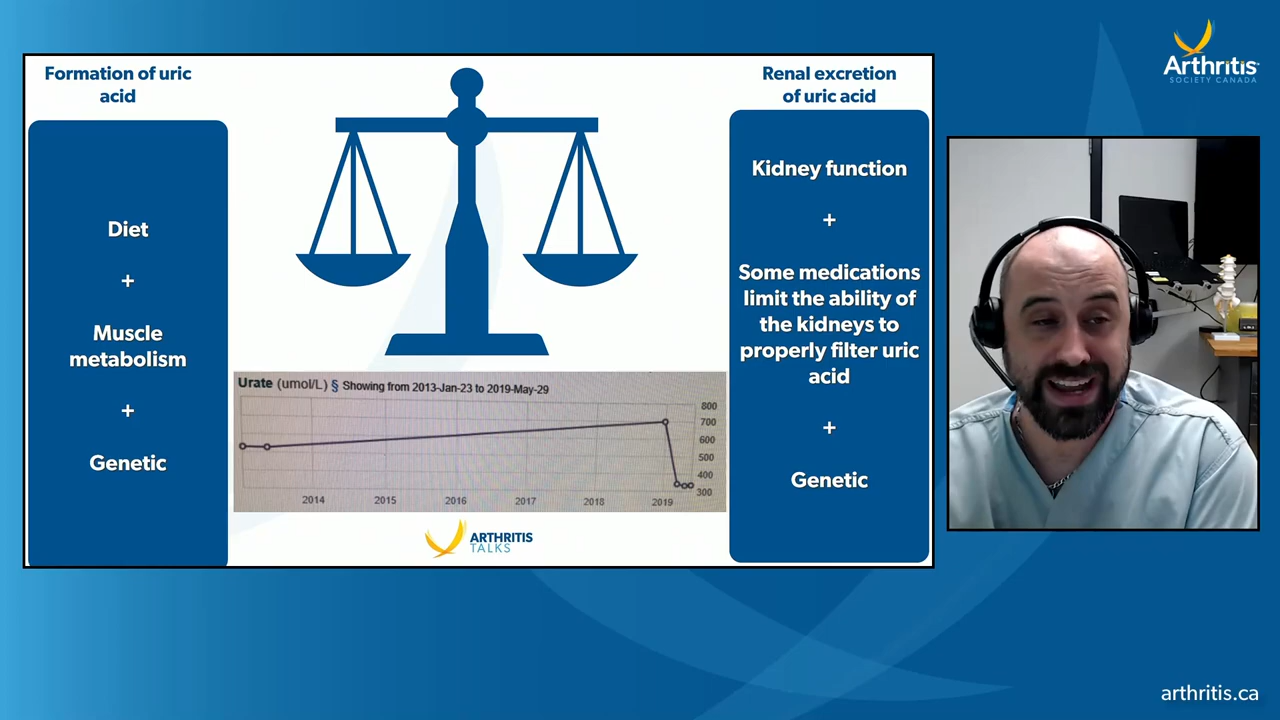 Formation of uric
acid
Diet
+
Muscle
metabolism
+
Genetic
Urate (umol/L) § Showing from 2013-Jan-23 to 2019-May-29
800
700
600
500
400
300
2014 2015 2016 2017 2018 2019
ARTHRITIS
TALKS
Renal excretion
of uric acid
Kidney function
+
Some medications
limit the ability of
the kidneys to
properly filter uric
acid
+
Genetic
Arthritis
SOCIETY CANADA
arthritis.ca